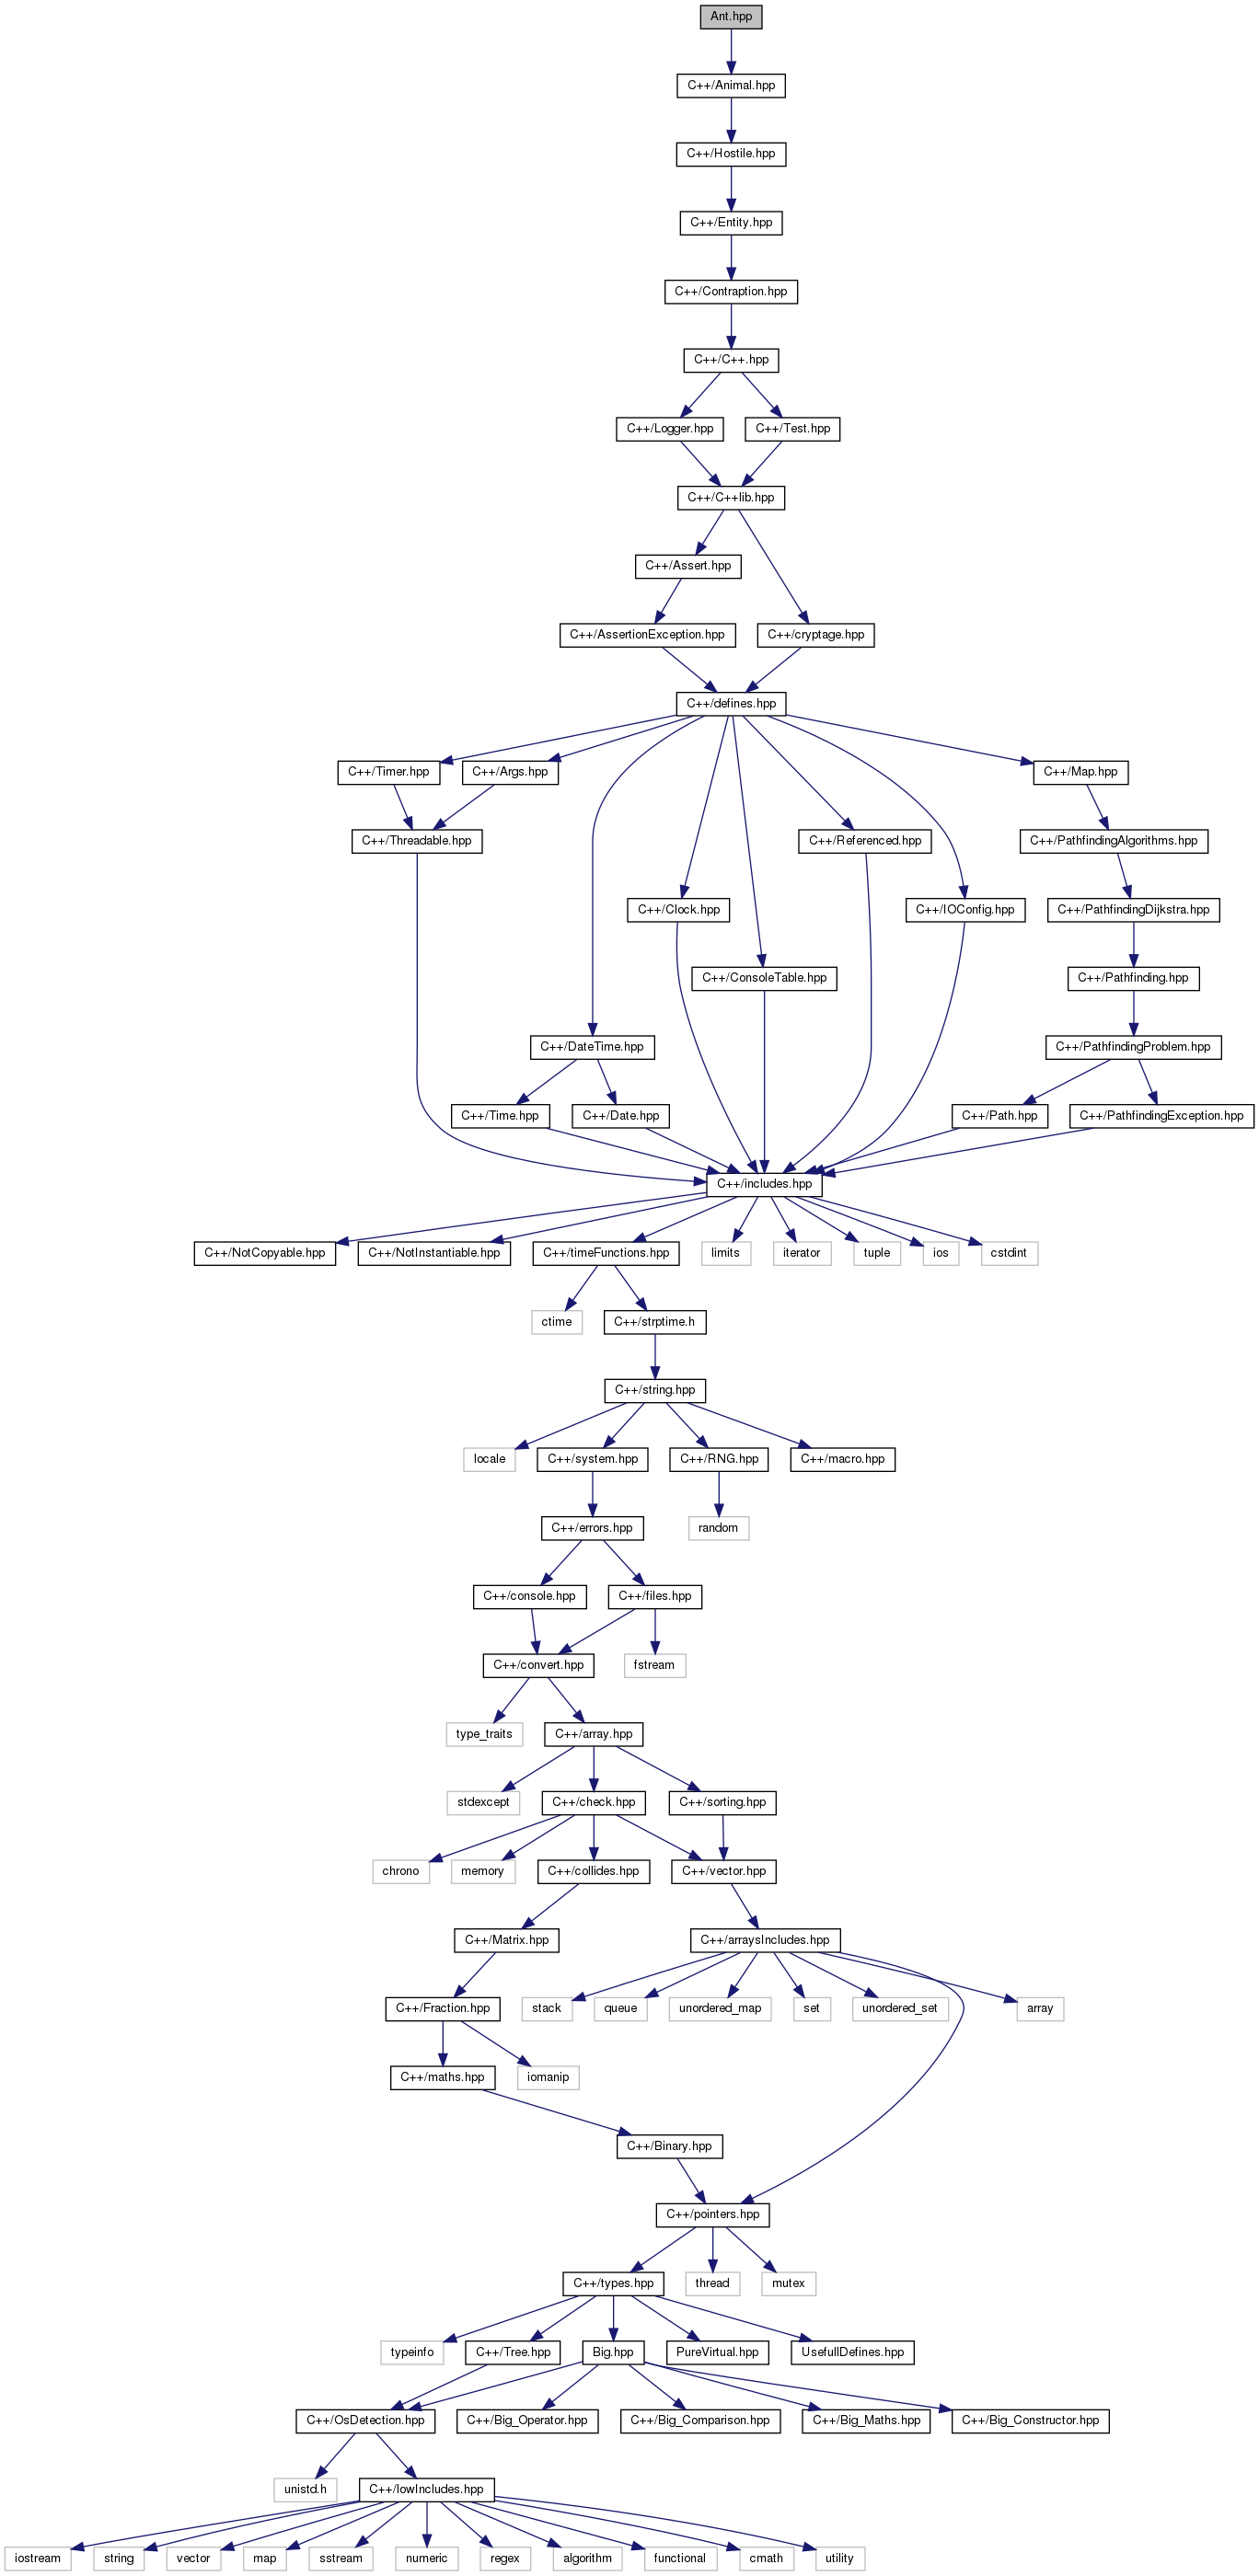 Ant.hpp
C++/Animal.hpp
C++/Hostile.hpp
C++/Entity.hpp
C++/Contraption.hpp
C++/C++.hpp
C++/Logger.hpp
C++/Test.hpp
C++/C++lib.hpp
C++/Assert.hpp
C++/AssertionException.hpp
C++/cryptage.hpp
C++/defines.hpp
C++/Timer.hpp
C++/Args.hpp
C++/Map.hpp
C++/Threadable.hpp
C++/Referenced.hpp
C++/PathfindingAlgorithms.hpp
C++/Clock.hpp
C++/IOConfig.hpp
C++/PathfindingDijkstra.hpp
C++/ConsoleTable.hpp
C++/Pathfinding.hpp
C++/DateTime.hpp
C++/PathfindingProblem.hpp
C++/Time.hpp
C++/Date.hpp
C++/Path.hpp
C++/PathfindingException.hpp
C++/includes.hpp
C++/NotCopyable.hpp
C++/NotInstantiable.hpp
C++/timeFunctions.hpp
limits
iterator
tuple
ios
cstdint
ctime
C++/strptime.h
C++/string.hpp
locale
C++/system.hpp
C++/RNG.hpp
C++/macro.hpp
C++/errors.hpp
random
C++/console.hpp
C++/files.hpp
C++/convert.hpp
fstream
type_traits
C++/array.hpp
stdexcept
C++/check.hpp
C++/sorting.hpp
chrono
memory
C++/collides.hpp
C++/vector.hpp
C++/Matrix.hpp
C++/arraysIncludes.hpp
C++/Fraction.hpp
stack
queue
unordered_map
set
unordered_set
array
C++/maths.hpp
iomanip
C++/Binary.hpp
C++/pointers.hpp
C++/types.hpp
thread
mutex
typeinfo
C++/Tree.hpp
Big.hpp
PureVirtual.hpp
UsefullDefines.hpp
C++/OsDetection.hpp
C++/Big_Operator.hpp
C++/Big_Comparison.hpp
C++/Big_Maths.hpp
C++/Big_Constructor.hpp
unistd.h
C++/lowIncludes.hpp
iostream
string
vector
map
sstream
numeric
regex
algorithm
functional
cmath
utility